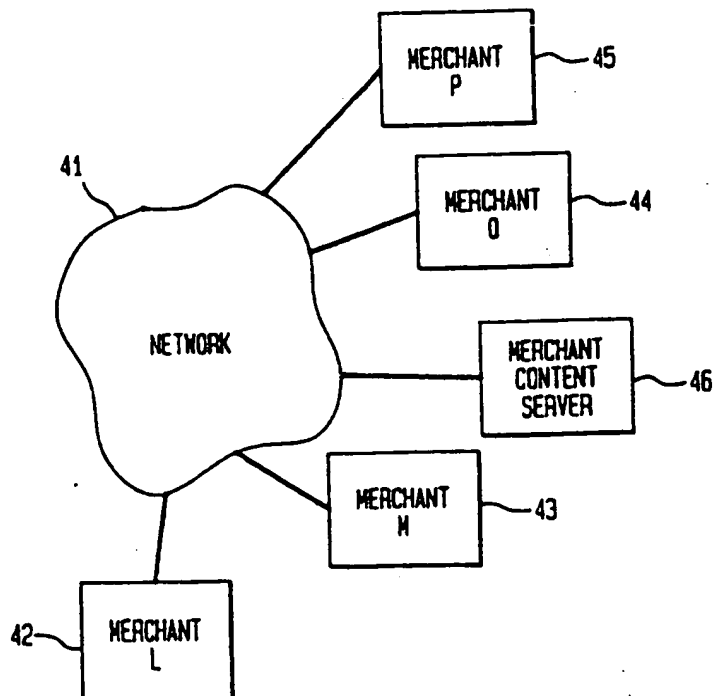 MERCHANT
P
45
41
MERCHANT
O
44
NETWORK
MERCHANT
CONTENT
SERVER
46
MERCHANT
M
43
42
MERCHANT
L